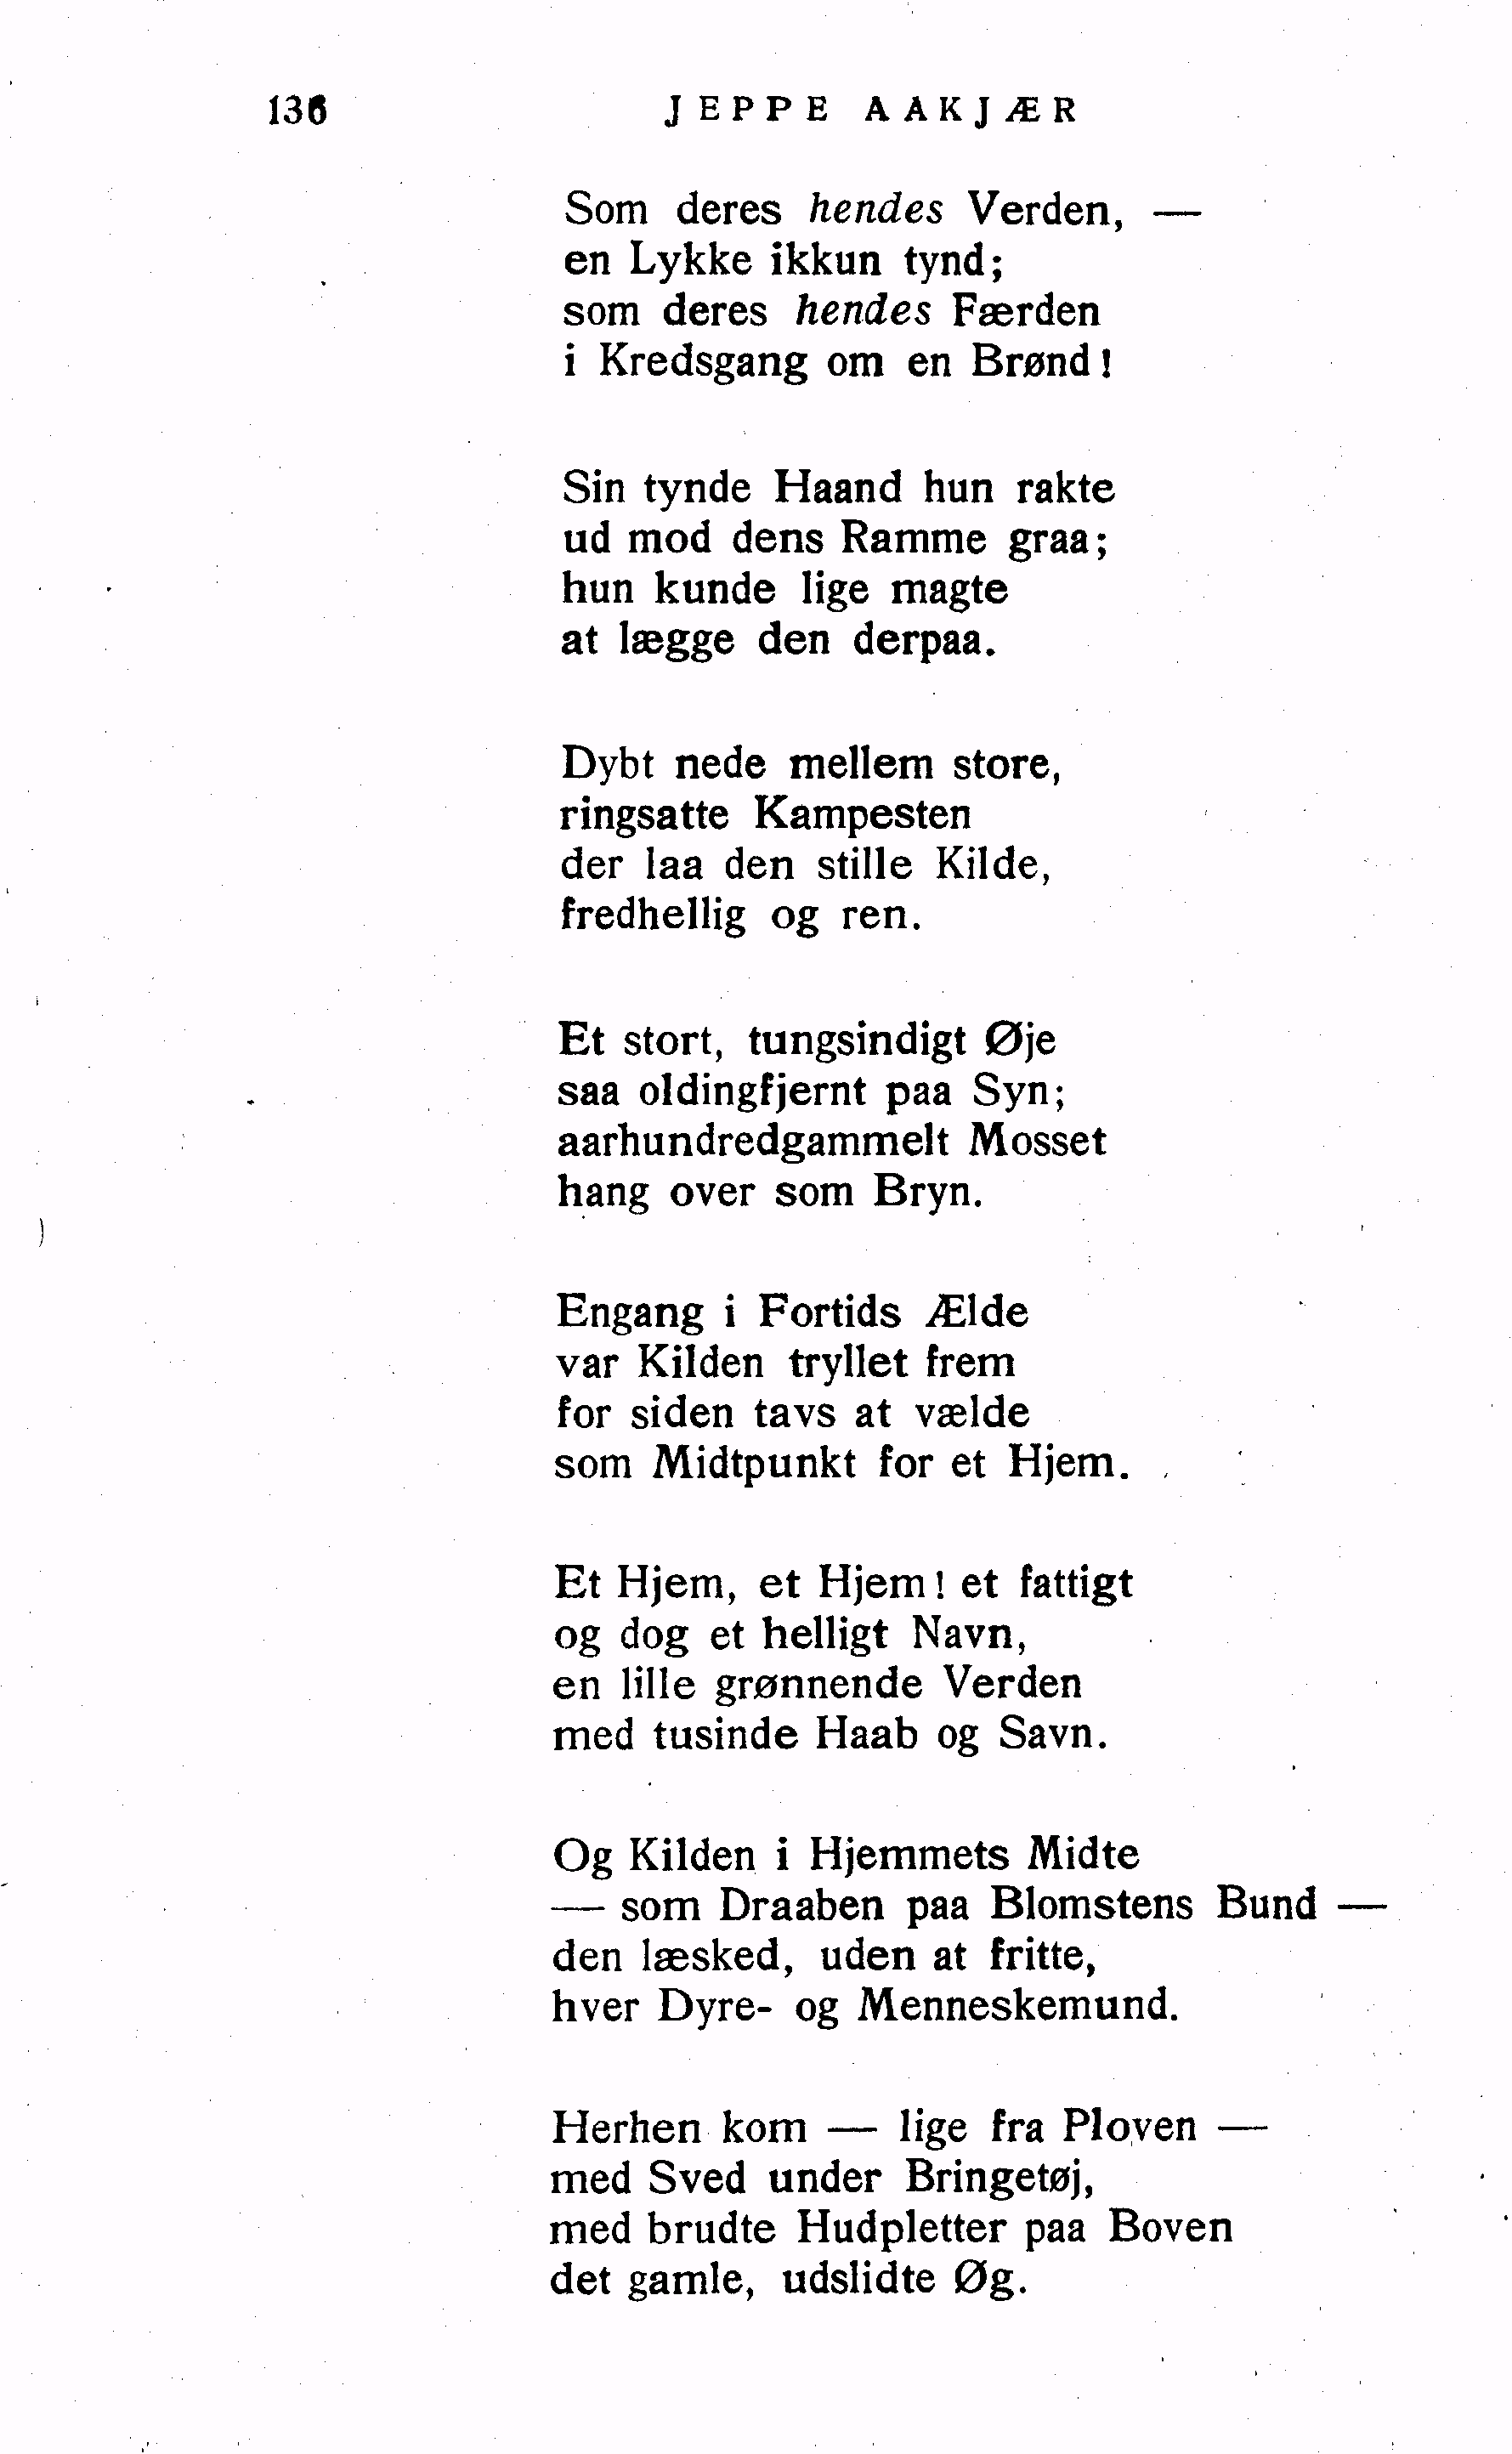 136 JEPPE AAKJÆR
Som deres hendes Verden, —
en Lykke ikkun tynd;
som deres hendes Færden
i Kredsgang om en Brønd!
Sin tynde Haand hun rakte
ud mod dens Ramme graa;
hun kunde lige magte
at lægge den derpaa.
Dybt nede mellem store,
ringsatte Kampesten
der laa den stille Kilde,
fredhellig og ren.
Et stort, tungsindigt Øje
saa oldingfjernt paa Syn;
aarhundredgammelt Mosset
hang over som Bryn.
Engang i Fortids Ælde
var Kilden tryllet frem
for siden tavs at vælde
som Midtpunkt for et Hjem.
Et Hjem, et Hjem! et fattigt
og dog et helligt Navn,
en lille grønnende Verden
med tusinde Haab og Savn.
Og Kilden i Hjemmets Midte
— som Draaben paa Blomstens Bund —
den læsked, uden at fritte,
hver Dyre- og Menneskemund.
Herhen kom — lige fra Ploven —
med Sved under Bringetøj,
med brudte Hudpletter paa Boven
det gamle, udslidte Øg.